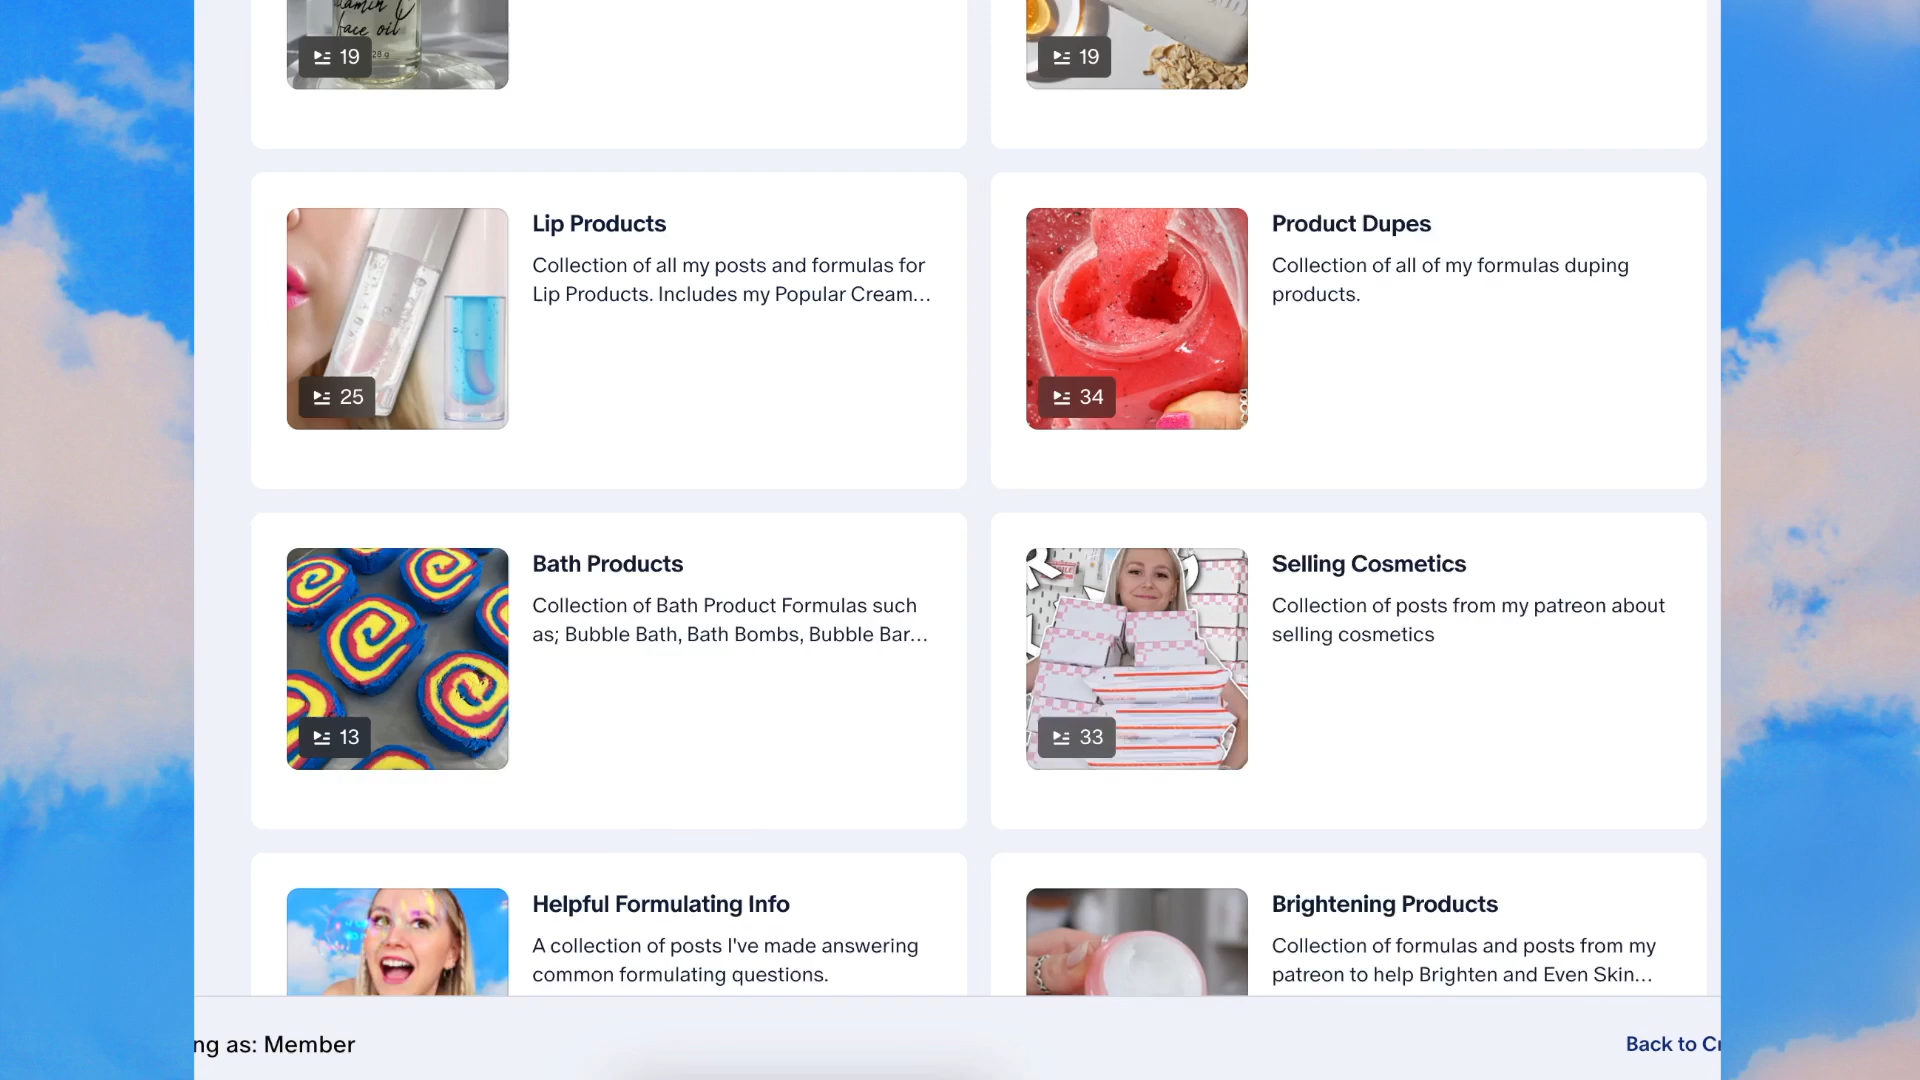 face oil
28 g
19
19
Lip Products
Collection of all my posts and formulas for
Lip Products. Includes my Popular Cream...
25
Product Dupes
Collection of all of my formulas duping
products.
34
Bath Products
Collection of Bath Product Formulas such
as; Bubble Bath, Bath Bombs, Bubble Bar...
13
Selling Cosmetics
Collection of posts from my patreon about
selling cosmetics
33
Helpful Formulating Info
A collection of posts I've made answering
common formulating questions.
Brightening Products
Collection of formulas and posts from my
patreon to help Brighten and Even Skin...
ng as: Member
Back to Cr